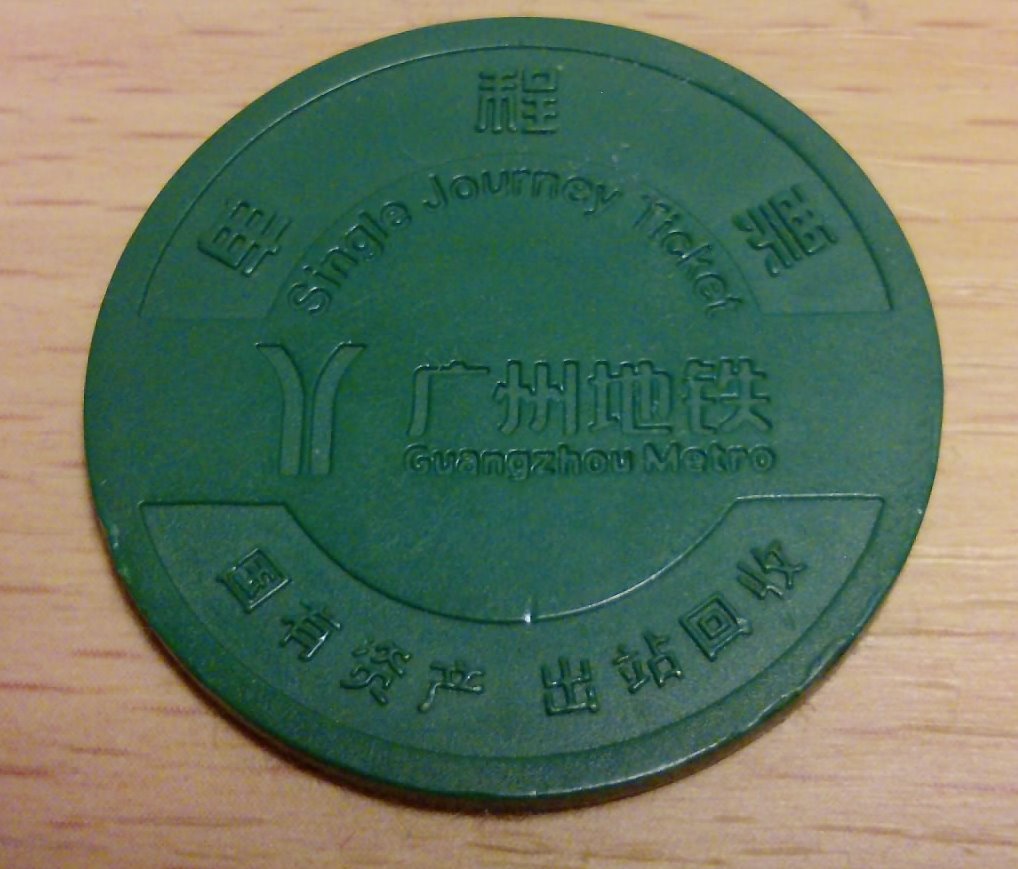 单程票
Single Journey Ticket
广州地铁
Guangzhou Metro
国有资产 出站回收